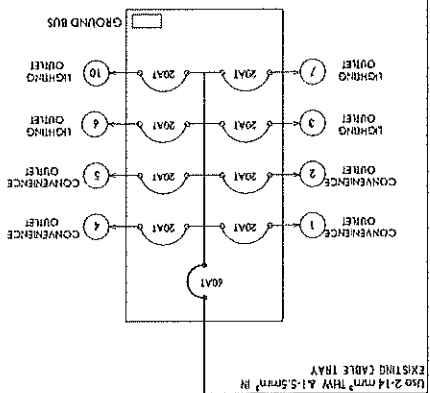 Use 2-14 mm² THW & 1-5.5mm² IN
EXISTING CABLE TRAY
60AT
CONVENIENCE
OUTLET
1
20AT
20AT
4
CONVENIENCE
OUTLET
CONVENIENCE
OUTLET
2
20AT
20AT
5
CONVENIENCE
OUTLET
LIGHTING
OUTLET
3
20AT
20AT
6
LIGHTING
OUTLET
LIGHTING
OUTLET
7
20AT
20AT
10
LIGHTING
OUTLET
GROUND BUS